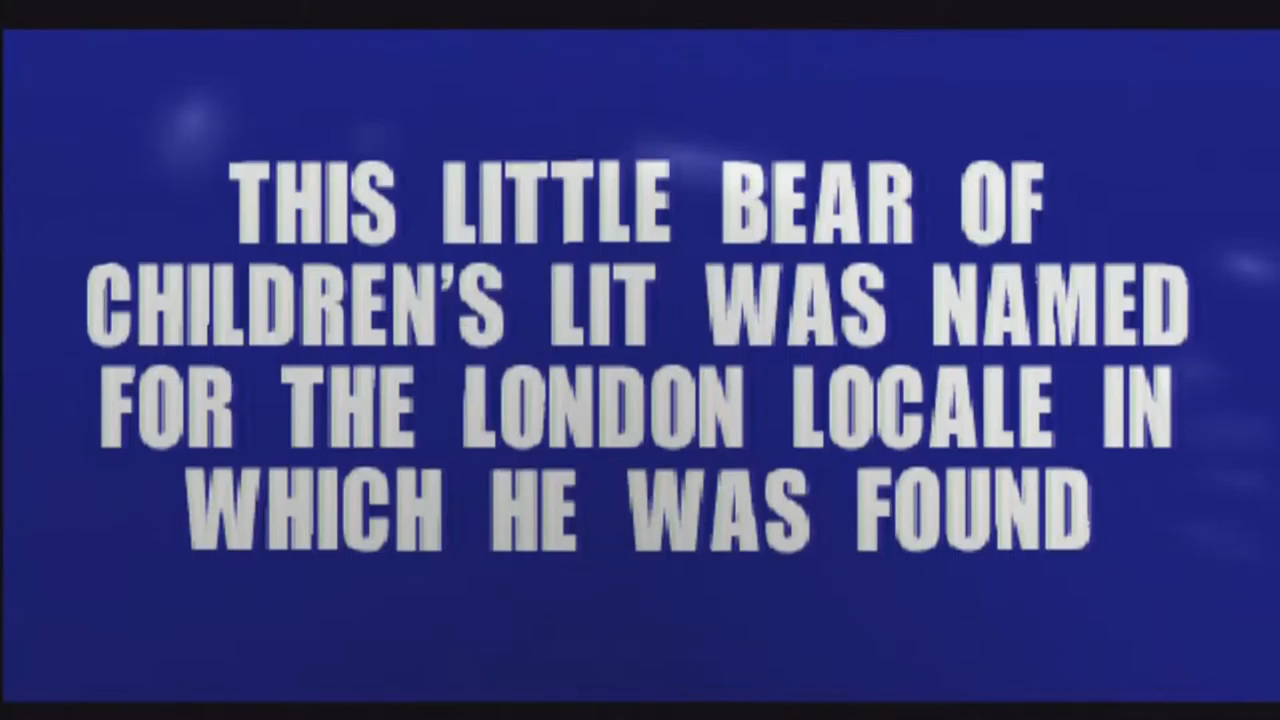 THIS LITTLE BEAR OF
CHILDREN'S LIT WAS NAMED
FOR THE LONDON LOCALE IN
WHICH HE WAS FOUND